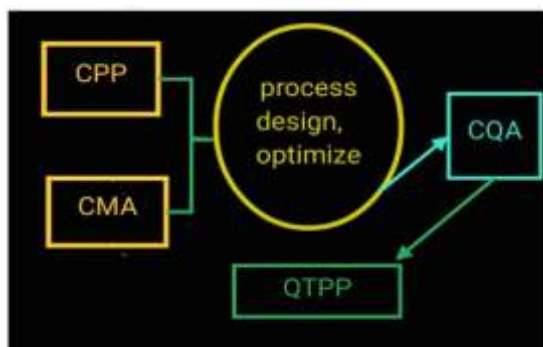 CPP
process
design,
optimize
CQA
CMA
QTPP